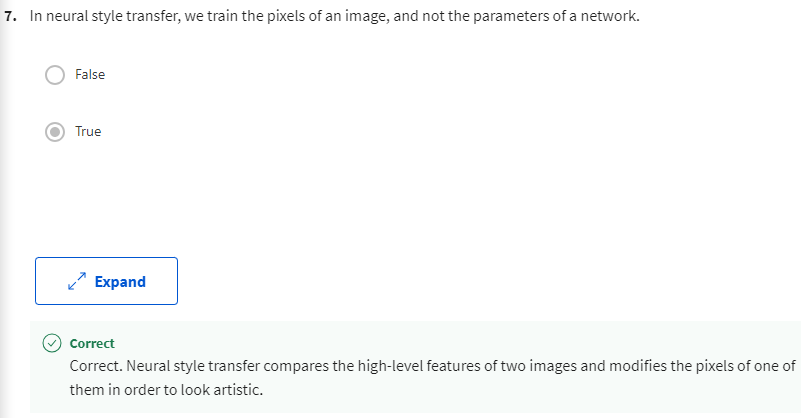 7. In neural style transfer, we train the pixels of an image, and not the parameters of a network.
False
True
Expand
Correct
Correct. Neural style transfer compares the high-level features of two images and modifies the pixels of one of
them in order to look artistic.